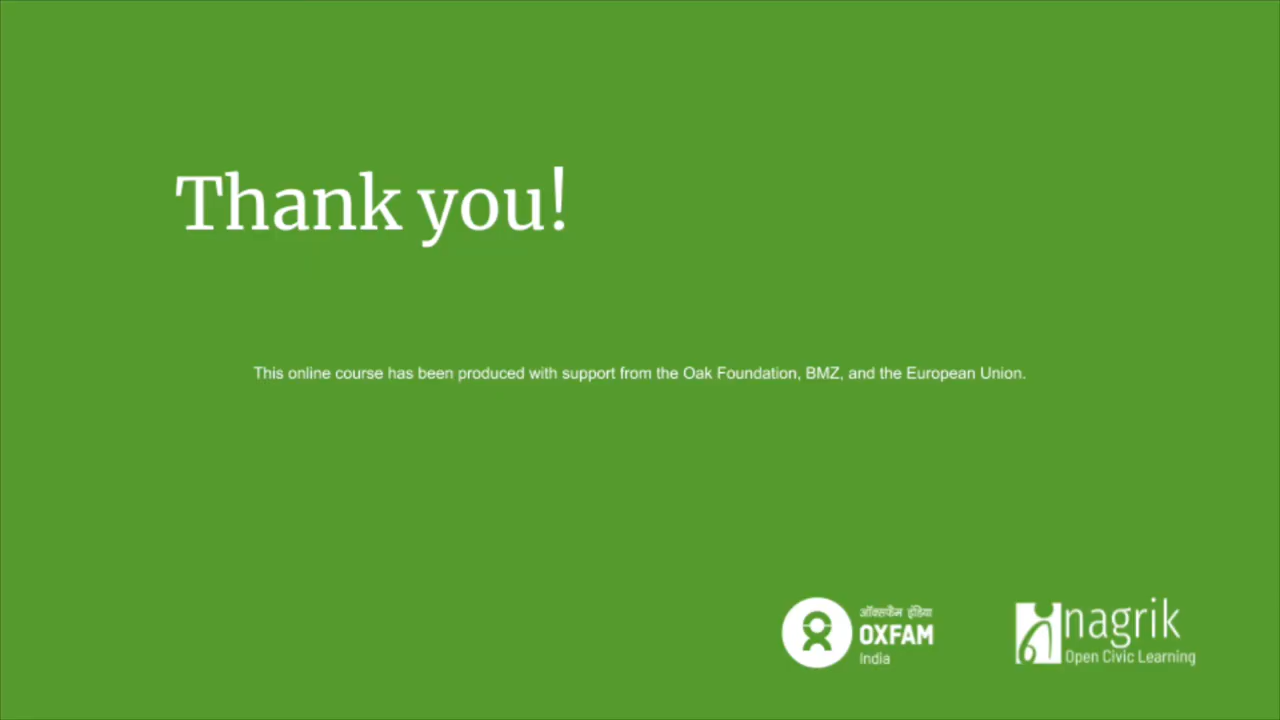 Thank you!
This online course has been produced with support from the Oak Foundation, BMZ, and the European Union.
ऑक्सफैम इंडिया
OXFAM
India
nagrik
Open Civic Learning